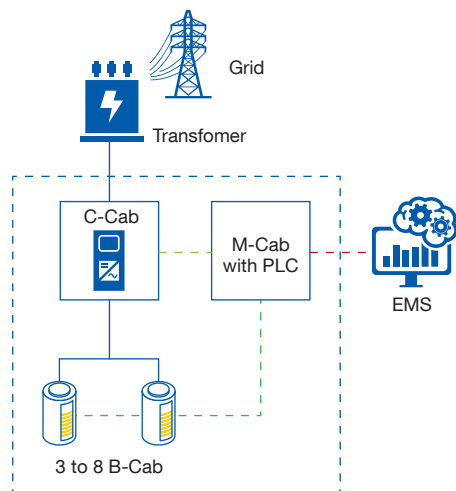 Grid
Transfomer
C-Cab
M-Cab
with PLC
EMS
3 to 8 B-Cab